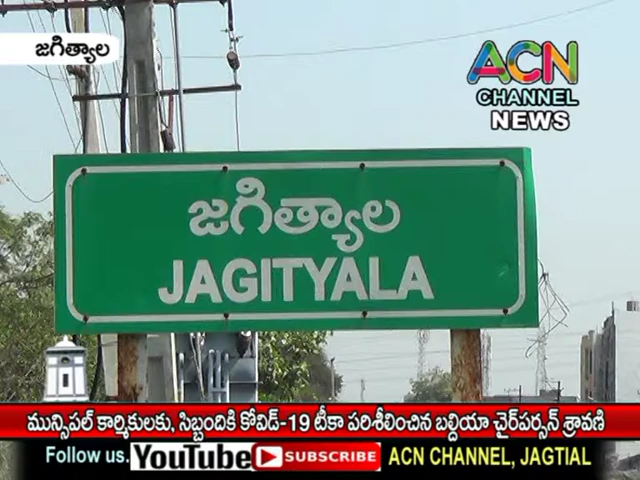 జగిత్యాల
ACN
CHANNEL
NEWS
జగిత్యాల
JAGITYALA
మున్సిపల్ కార్మికులకు, సిబ్బందికి కోవిడ్-19 టీకా పరిశీలించిన బల్దియా చైర్‌పర్సన్ శ్రావణి
Follow us. YouTube SUBSCRIBE ACN CHANNEL, JAGTIAL